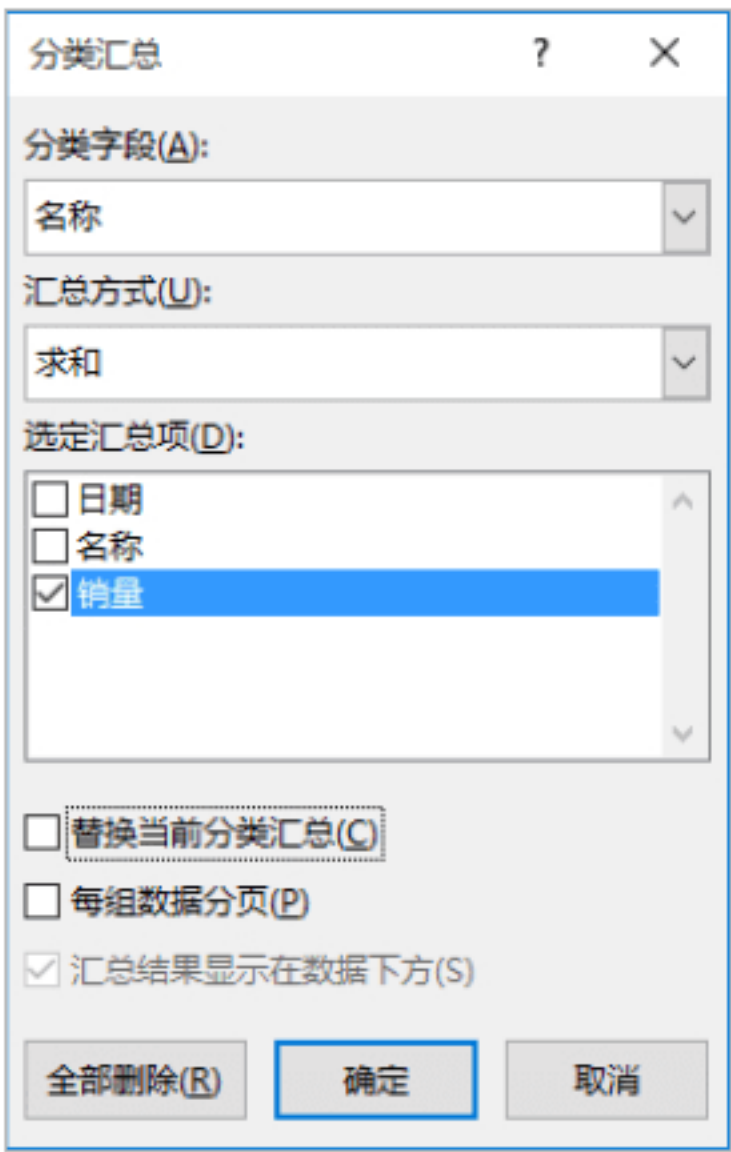 分类汇总 ?
分类字段(A):
名称
汇总方式(U):
求和
选定汇总项(D):
日期
名称
销量
替换当前分类汇总(C)
每组数据分页(P)
汇总结果显示在数据下方(S)
全部删除(R) 确定 取消